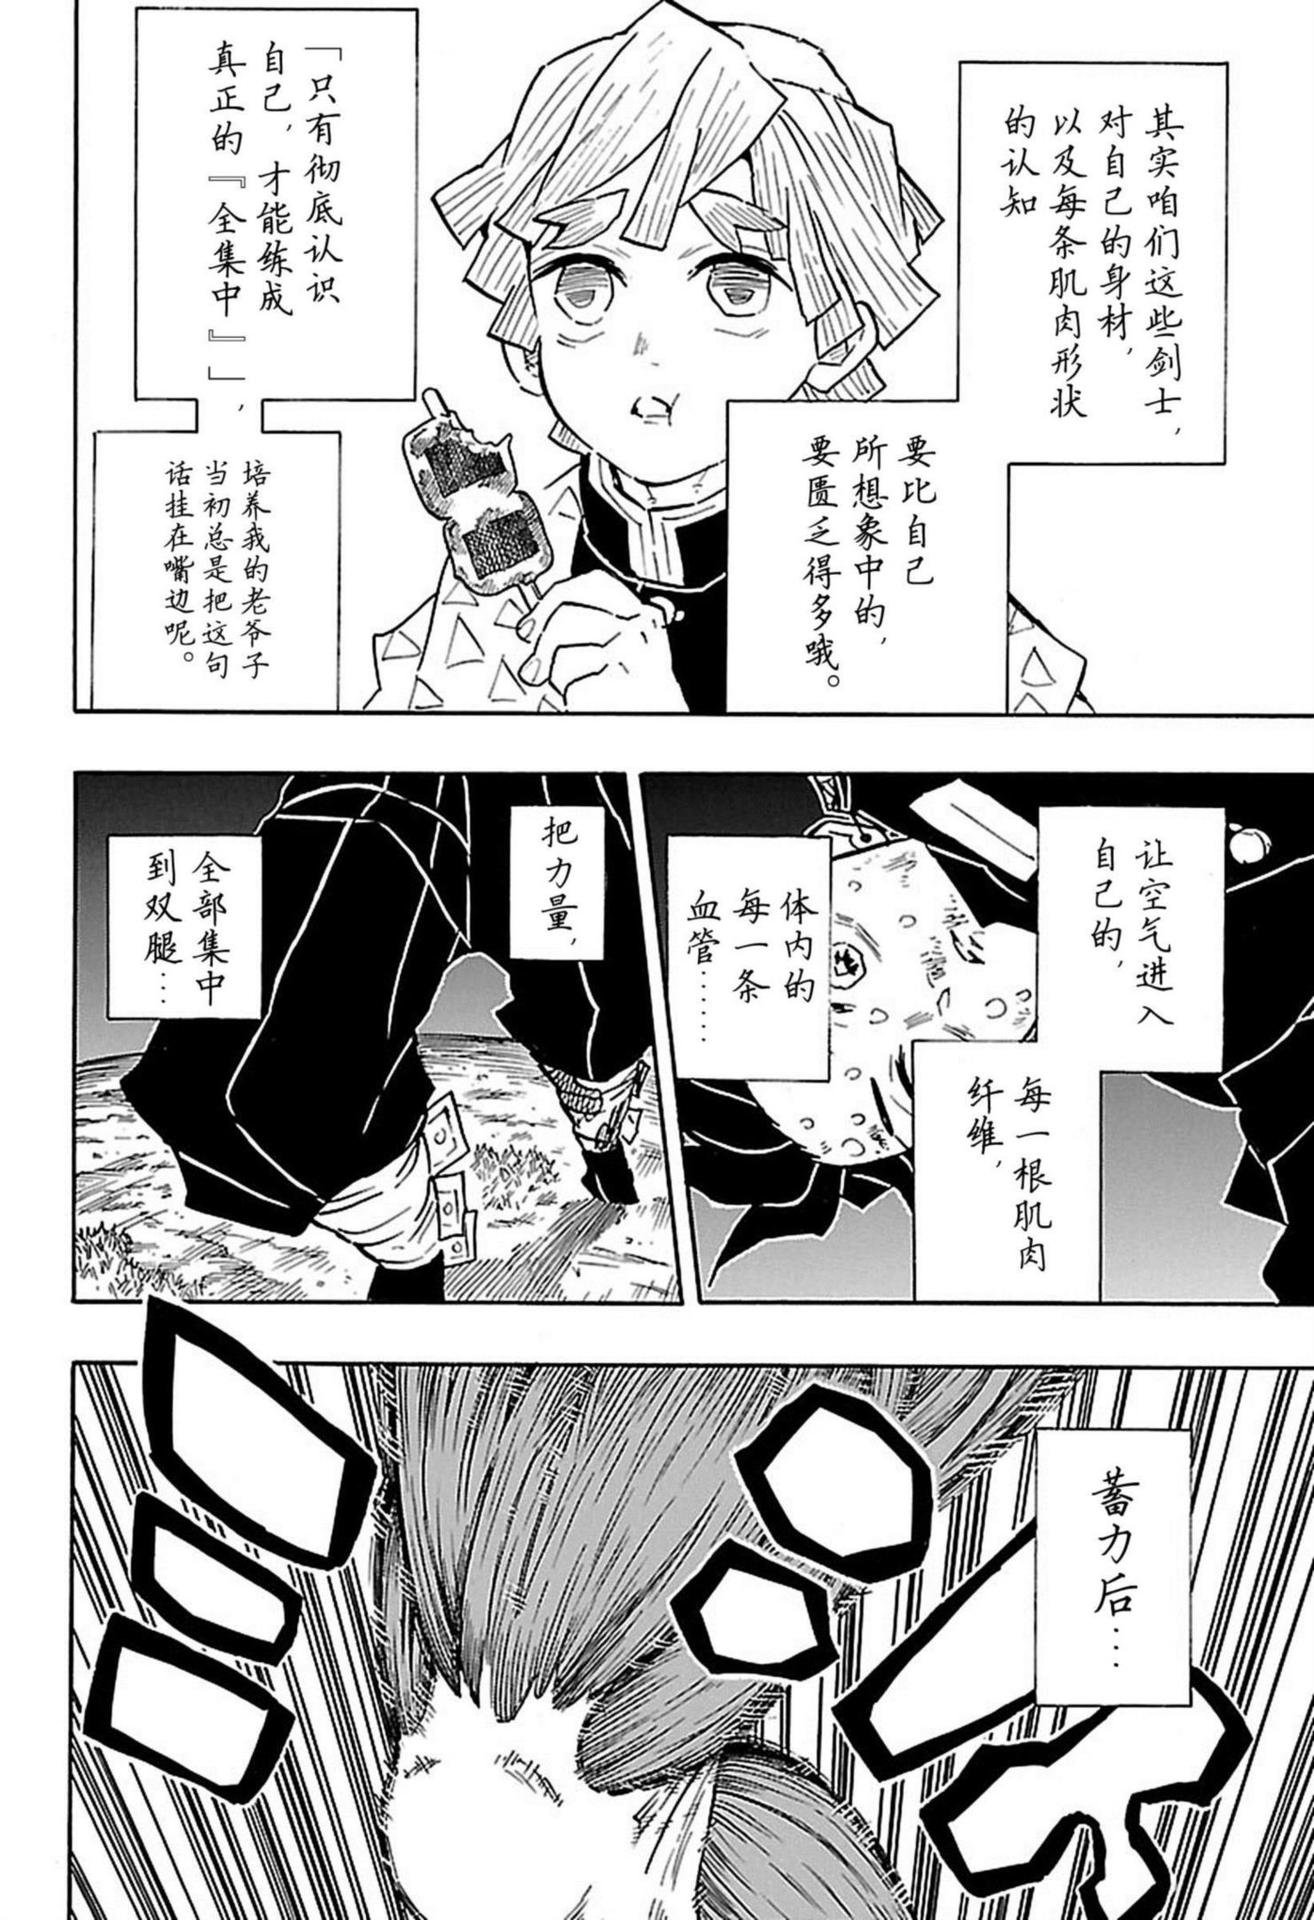 其实咱们这些剑士，
对自己的身材，
以及每条肌肉形状
的认知
要比自己
所想象中的，
要匮乏得多哦。
「只有彻底认识
自己，才能练成
真正的『全集中』」，
培养我的老爷子
当初总是把这句
话挂在嘴边呢。
让空气进入
自己的，
每一根肌肉
纤维，
体内的
每一条
血管……
把力量，
全部集中
到双腿…
蓄力后…